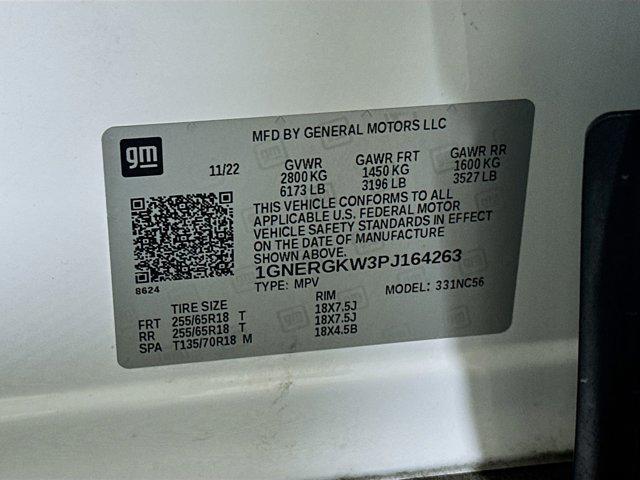 gm
MFD BY GENERAL MOTORS LLC
11/22 GVWR GAWR FRT GAWR RR
2800 KG 1450 KG 1600 KG
6173 LB 3196 LB 3527 LB
THIS VEHICLE CONFORMS TO ALL
APPLICABLE U.S. FEDERAL MOTOR
VEHICLE SAFETY STANDARDS IN EFFECT
ON THE DATE OF MANUFACTURE
SHOWN ABOVE.
1GNERGKW3PJ164263
8624
TYPE: MPV MODEL: 331NC56
TIRE SIZE RIM
FRT 255/65R18 T 18X7.5J
RR 255/65R18 T 18X7.5J
SPA T135/70R18 M 18X4.5B